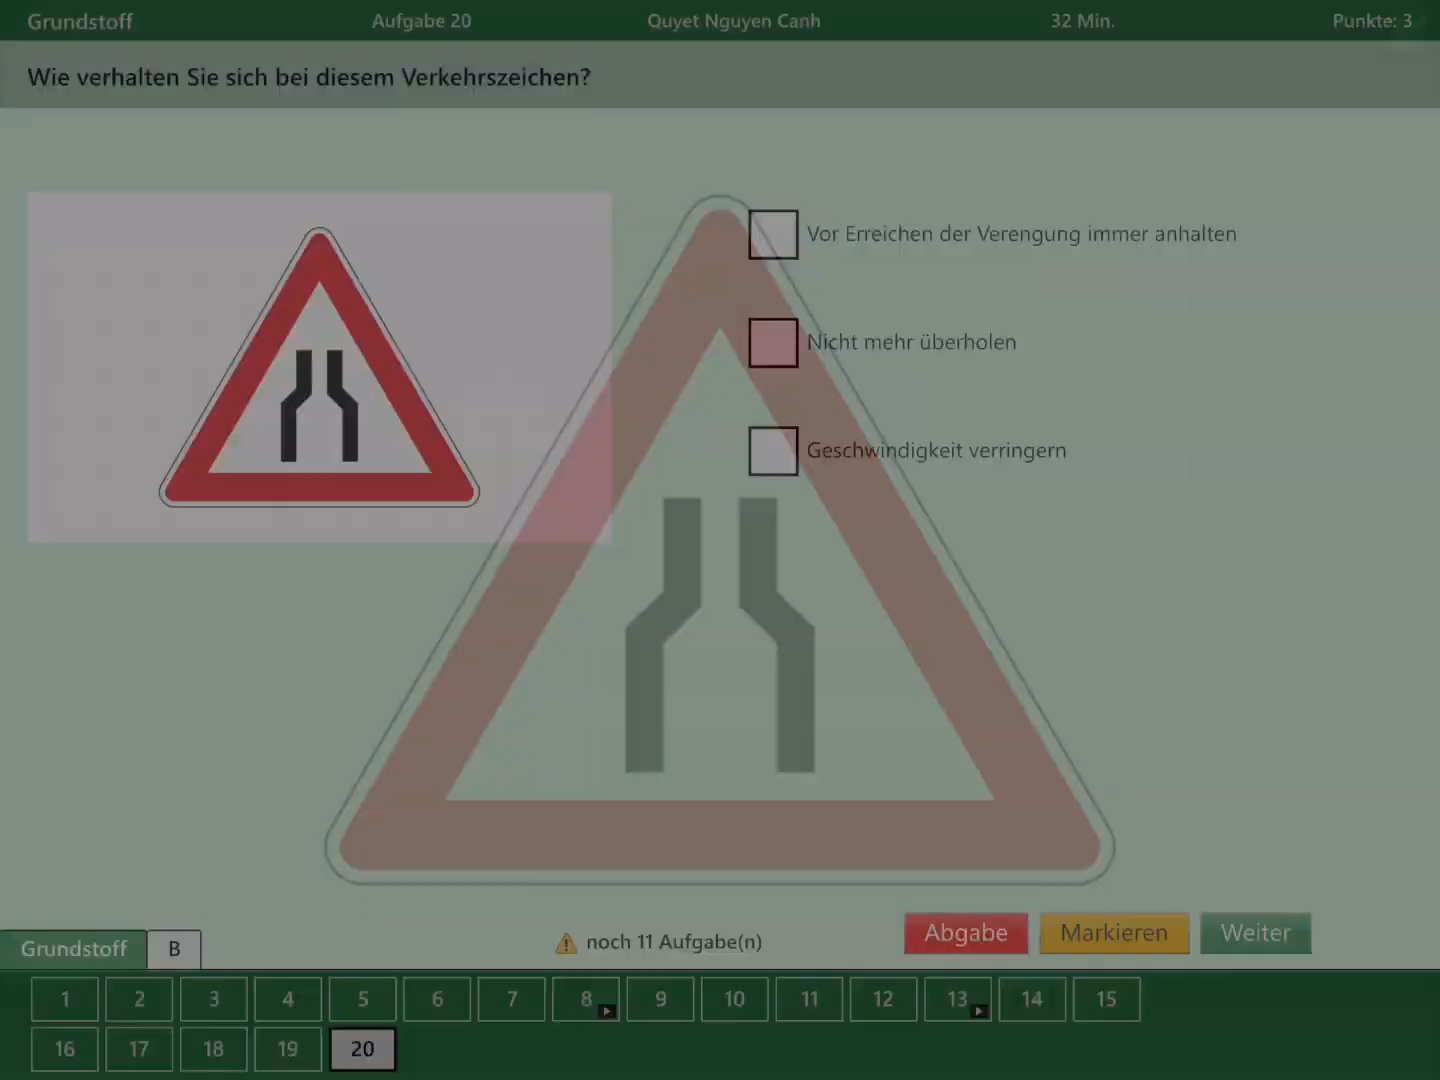 Grundstoff Aufgabe 20 Quyet Nguyen Canh 32 Min. Punkte: 3
Wie verhalten Sie sich bei diesem Verkehrszeichen?
Vor Erreichen der Verengung immer anhalten
Nicht mehr überholen
Geschwindigkeit verringern
Grundstoff B noch 11 Aufgabe(n) Abgabe Markieren Weiter
1 2 3 4 5 6 7 8 9 10 11 12 13 14 15
16 17 18 19 20